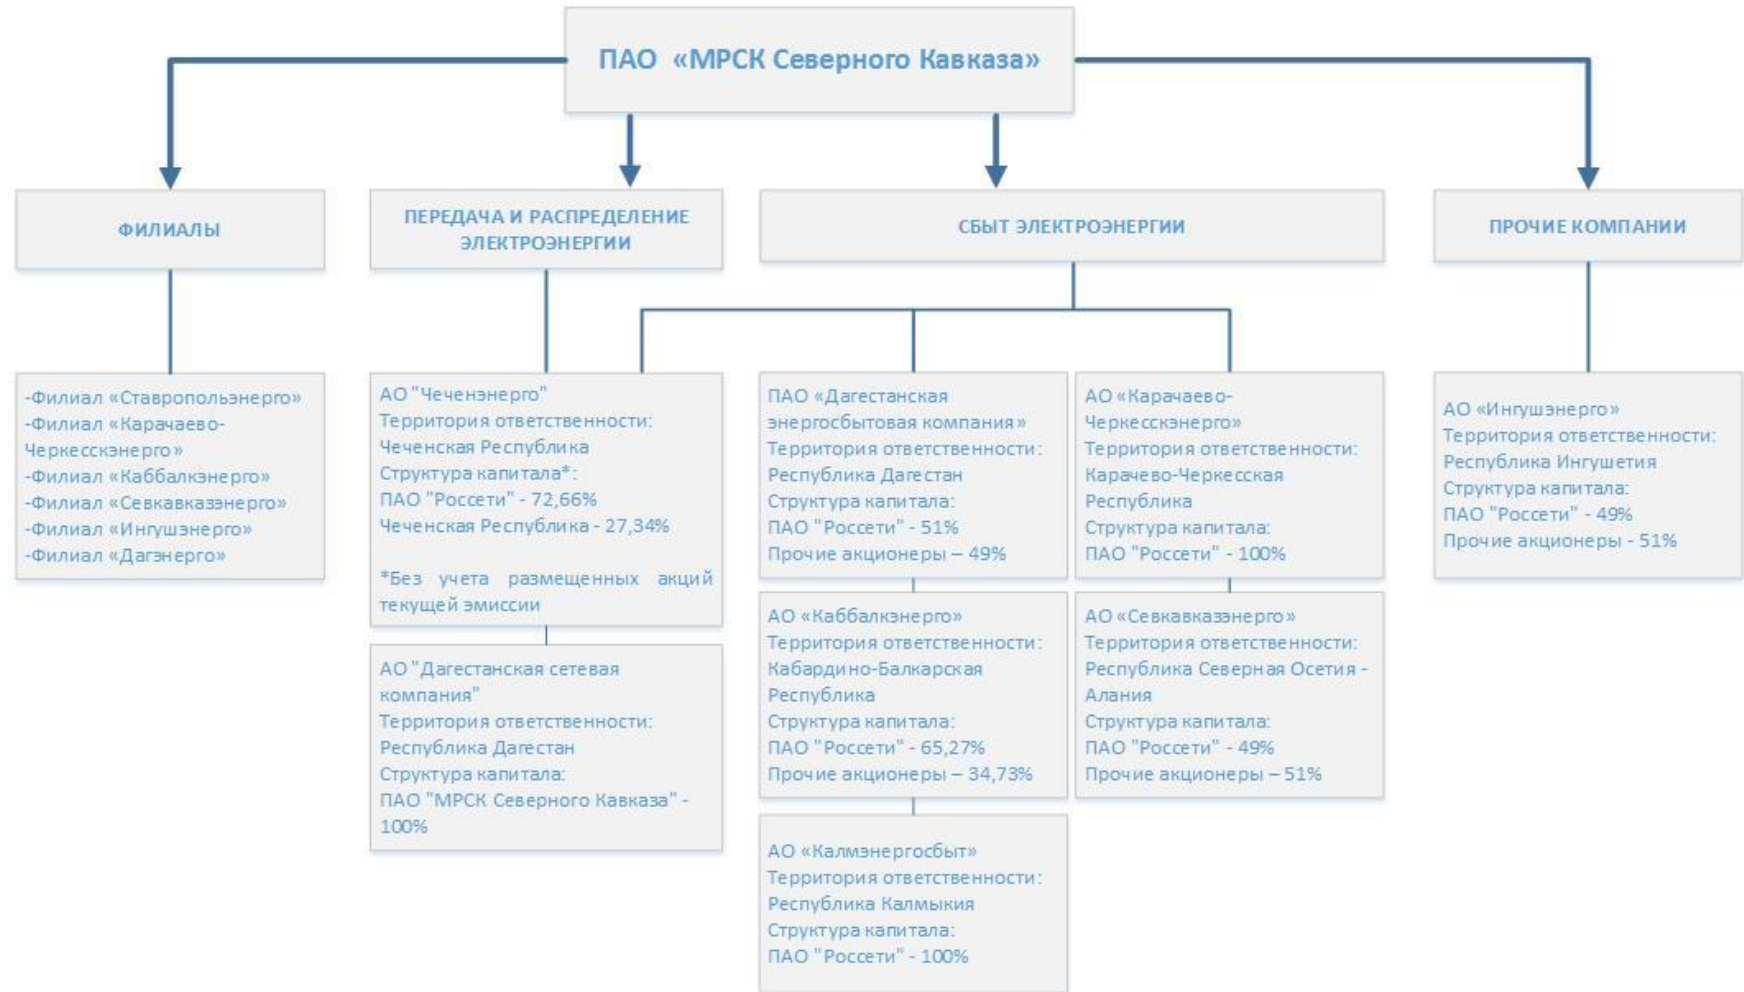 ПАО «МРСК Северного Кавказа»
ФИЛИАЛЫ
ПЕРЕДАЧА И РАСПРЕДЕЛЕНИЕ
ЭЛЕКТРОЭНЕРГИИ
СБЫТ ЭЛЕКТРОЭНЕРГИИ
ПРОЧИЕ КОМПАНИИ
-Филиал «Ставропольэнерго»
-Филиал «Карачаево-
Черкесскэнерго»
-Филиал «Каббалкэнерго»
-Филиал «Севкавказэнерго»
-Филиал «Ингушэнерго»
-Филиал «Дагэнерго»
АО "Чеченэнерго"
Территория ответственности:
Чеченская Республика
Структура капитала*:
ПАО "Россети" - 72,66%
Чеченская Республика - 27,34%
*Без учета размещенных акций
текущей эмиссии
АО "Дагестанская сетевая
компания"
Территория ответственности:
Республика Дагестан
Структура капитала:
ПАО "МРСК Северного Кавказа" -
100%
ПАО «Дагестанская
энергосбытовая компания»
Территория ответственности:
Республика Дагестан
Структура капитала:
ПАО "Россети" - 51%
Прочие акционеры – 49%
АО «Каббалкэнерго»
Территория ответственности:
Кабардино-Балкарская
Республика
Структура капитала:
ПАО "Россети" - 65,27%
Прочие акционеры – 34,73%
АО «Калмэнергосбыт»
Территория ответственности:
Республика Калмыкия
Структура капитала:
ПАО "Россети" - 100%
АО «Карачаево-
Черкесскэнерго»
Территория ответственности:
Карачево-Черкесская
Республика
Структура капитала:
ПАО "Россети" - 100%
АО «Севкавказэнерго»
Территория ответственности:
Республика Северная Осетия -
Алания
Структура капитала:
ПАО "Россети" - 49%
Прочие акционеры – 51%
АО «Ингушэнерго»
Территория ответственности:
Республика Ингушетия
Структура капитала:
ПАО "Россети" - 49%
Прочие акционеры - 51%